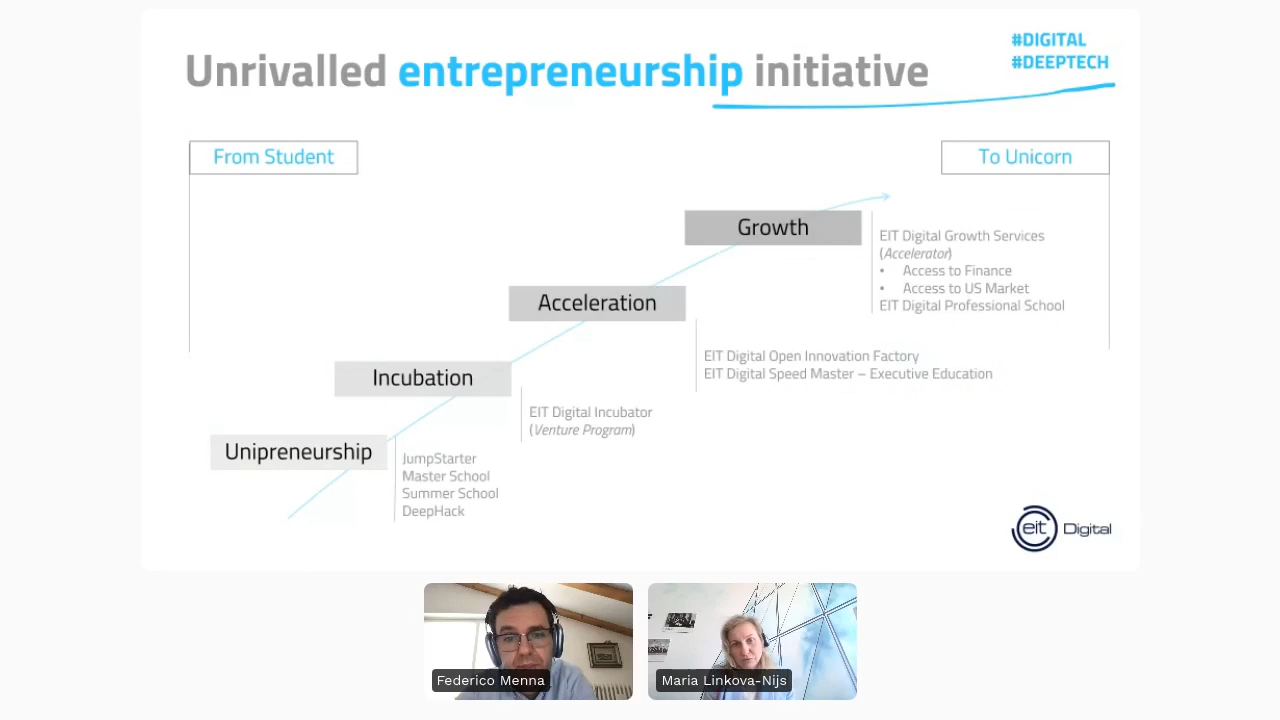 Unrivalled entrepreneurship initiative
#DIGITAL
#DEEPTECH
From Student
To Unicorn
Growth
EIT Digital Growth Services
(Accelerator)
• Access to Finance
• Access to US Market
EIT Digital Professional School
Acceleration
EIT Digital Open Innovation Factory
EIT Digital Speed Master – Executive Education
Incubation
EIT Digital Incubator
(Venture Program)
Unipreneurship
JumpStarter
Master School
Summer School
DeepHack
eit Digital
Federico Menna
Maria Linkova-Nijs